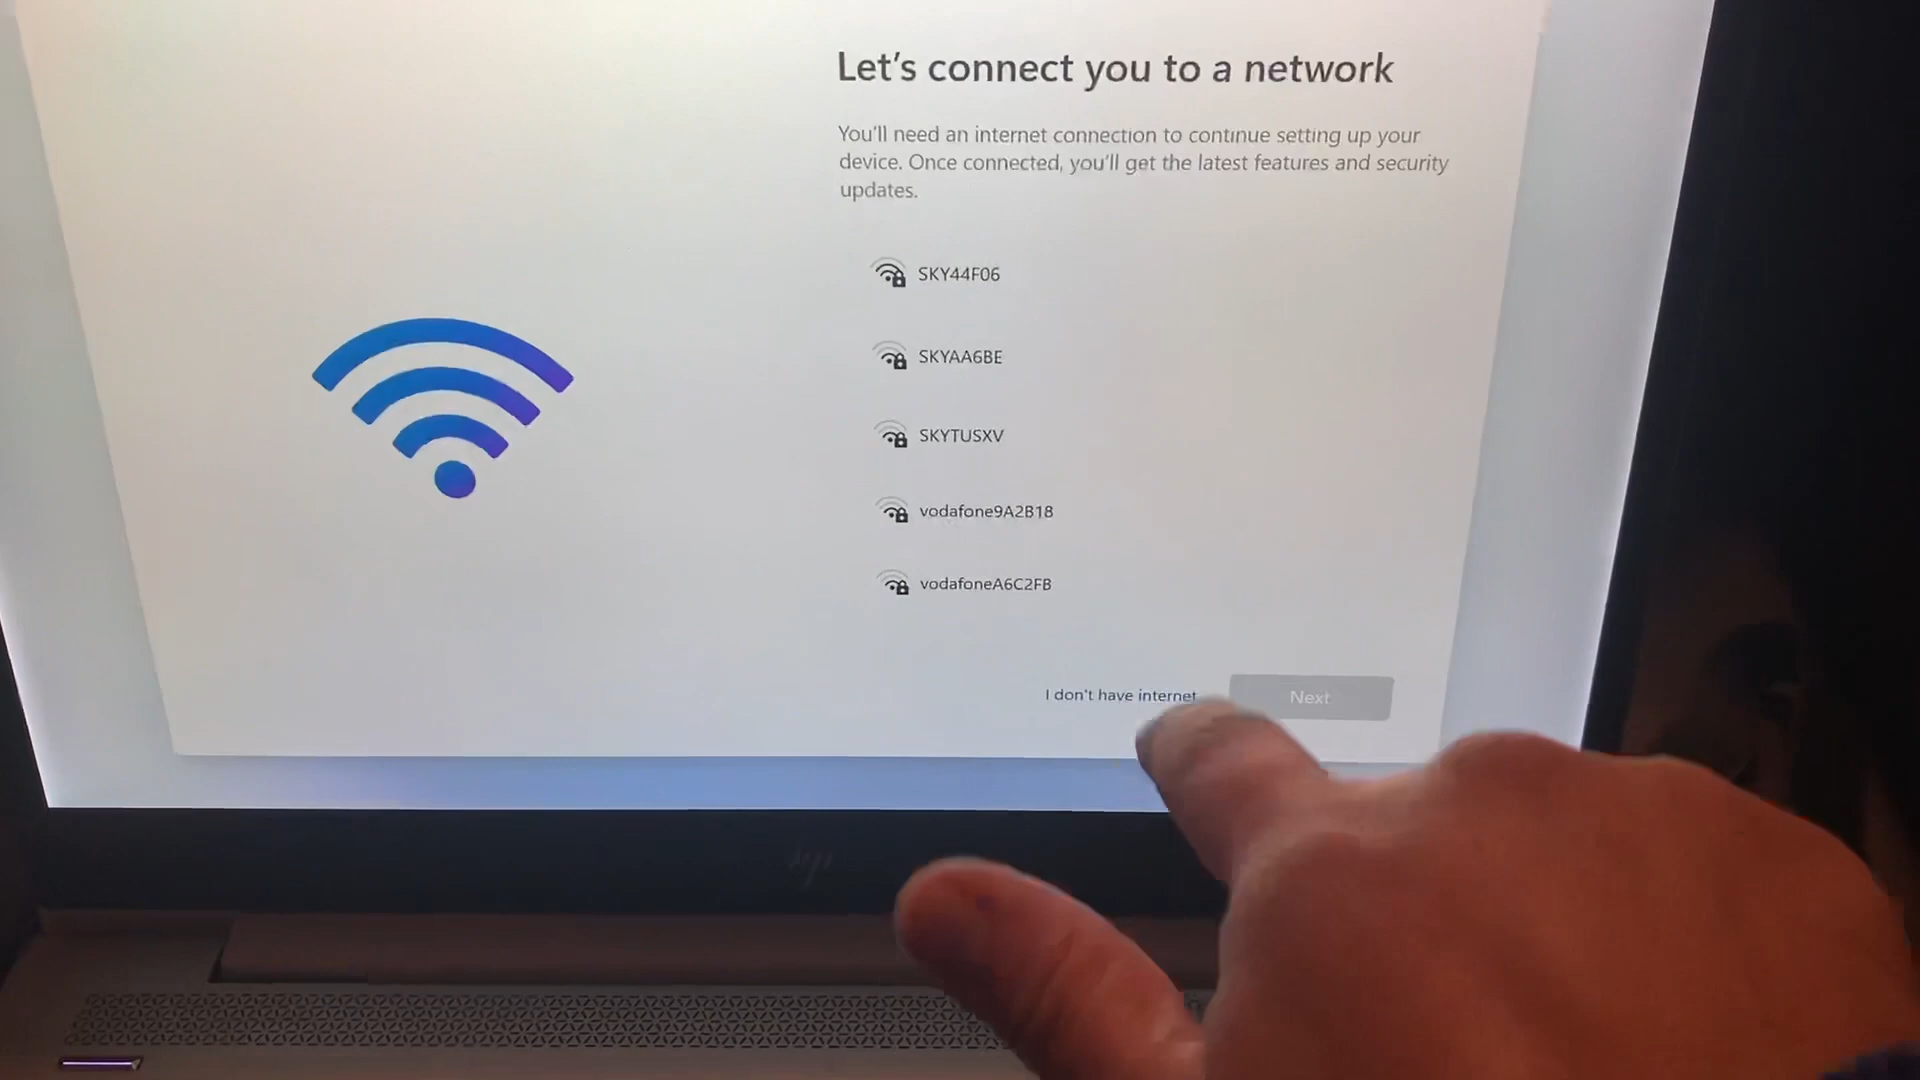 Let's connect you to a network
You'll need an internet connection to continue setting up your
device. Once connected, you'll get the latest features and security
updates.
SKY44F06
SKYAA6BE
SKYTUSXV
vodafone9A2B18
vodafoneA6C2FB
I don't have internet
Next
hp